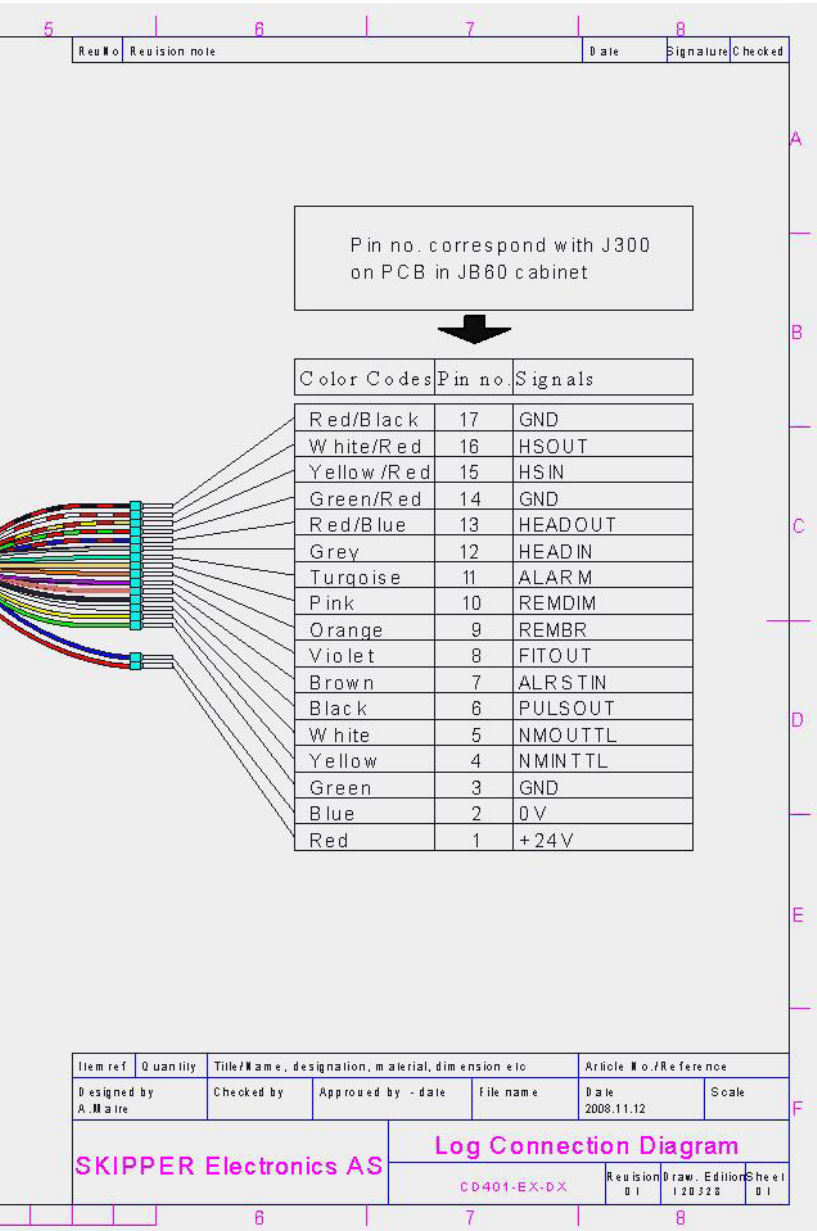 5 6 7 8
Rev No Revision note Date Signature Checked
A
Pin no. correspond with J300
on PCB in JB60 cabinet
B
Color Codes Pin no. Signals
Red/Black 17 GND
White/Red 16 HSOUT
Yellow/Red 15 HSIN
Green/Red 14 GND
Red/Blue 13 HEADOUT
C
Grey 12 HEADIN
Turqoise 11 ALARM
Pink 10 REMDIM
Orange 9 REMBR
Violet 8 FITOUT
Brown 7 ALRSTIN
Black 6 PULSOUT
D
White 5 NMOUTTL
Yellow 4 NMINTTL
Green 3 GND
Blue 2 0V
Red 1 +24V
E
Item ref Quantity Title/Name, designation, material, dimension etc Article No./Reference
Designed by Checked by Approved by - date File name Date Scale
A.Matre 2008.11.12
F
SKIPPER Electronics AS
Log Connection Diagram
CD401-EX-DX
Revision Draw. Edition Sheet
01 120328 01
6 7 8